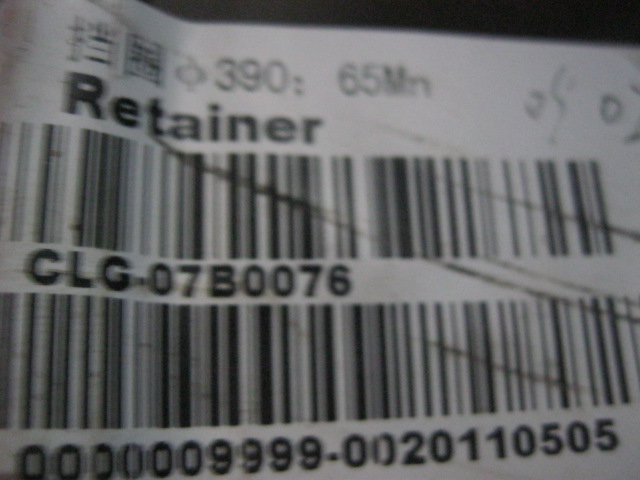 挡圈 Φ390; 65Mn
Retainer
CLG-07B0076
0000009999-0020110505